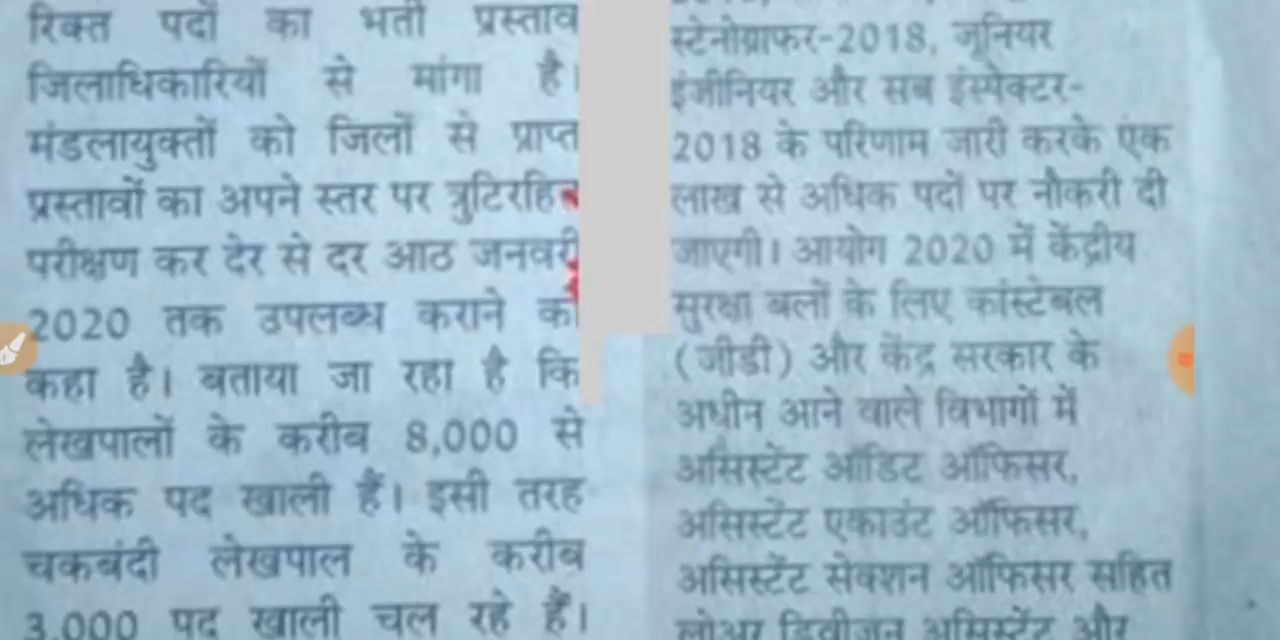 रिक्त पदों का भर्ती प्रस्ताव
जिलाधिकारियों से मांगा है।
मंडलायुक्तों को जिलों से प्राप्त
प्रस्तावों का अपने स्तर पर त्रुटिरहित
परीक्षण कर देर से दर आठ जनवरी
2020 तक उपलब्ध कराने को
कहा है। बताया जा रहा है कि
लेखपालों के करीब 8,000 से
अधिक पद खाली हैं। इसी तरह
चकबंदी लेखपाल के करीब
3,000 पद खाली चल रहे हैं।
स्टेनोग्राफर-2018, जूनियर
इंजीनियर और सब इंस्पेक्टर-
2018 के परिणाम जारी करके एक
लाख से अधिक पदों पर नौकरी दी
जाएगी। आयोग 2020 में केंद्रीय
सुरक्षा बलों के लिए कांस्टेबल
(जीडी) और केंद्र सरकार के
अधीन आने वाले विभागों में
असिस्टेंट ऑडिट ऑफिसर,
असिस्टेंट एकाउंट ऑफिसर,
असिस्टेंट सेक्शन ऑफिसर सहित
लोअर डिवीजन असिस्टेंट और